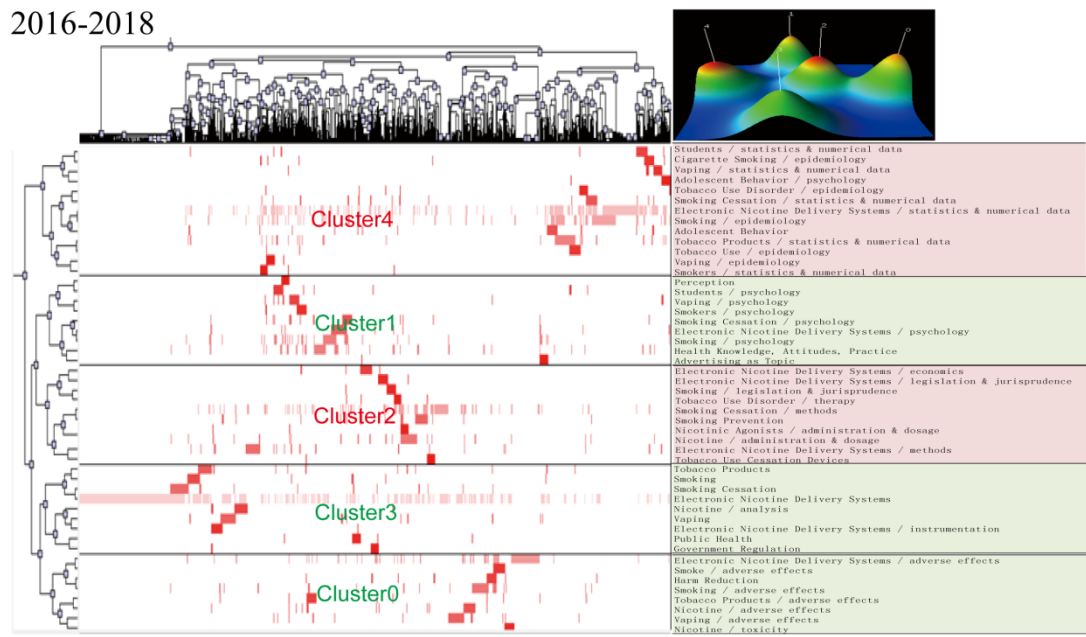 2016-2018
4
1
2
3
0
Students / statistics & numerical data
Cigarette Smoking / epidemiology
Vaping / statistics & numerical data
Adolescent Behavior / psychology
Tobacco Use Disorder / epidemiology
Smoking Cessation / statistics & numerical data
Electronic Nicotine Delivery Systems / statistics & numerical data
Smoking / epidemiology
Adolescent Behavior
Tobacco Products / statistics & numerical data
Tobacco Use / epidemiology
Vaping / epidemiology
Smokers / statistics & numerical data
Cluster4
Perception
Students / psychology
Vaping / psychology
Smokers / psychology
Smoking Cessation / psychology
Electronic Nicotine Delivery Systems / psychology
Smoking / psychology
Health Knowledge, Attitudes, Practice
Advertising as Topic
Cluster1
Electronic Nicotine Delivery Systems / economics
Electronic Nicotine Delivery Systems / legislation & jurisprudence
Smoking / legislation & jurisprudence
Tobacco Use Disorder / therapy
Smoking Cessation / methods
Smoking Prevention
Nicotinic Agonists / administration & dosage
Nicotine / administration & dosage
Electronic Nicotine Delivery Systems / methods
Tobacco Use Cessation Devices
Cluster2
Tobacco Products
Smoking
Smoking Cessation
Electronic Nicotine Delivery Systems
Nicotine / analysis
Vaping
Electronic Nicotine Delivery Systems / instrumentation
Public Health
Government Regulation
Cluster3
Electronic Nicotine Delivery Systems / adverse effects
Smoke / adverse effects
Harm Reduction
Smoking / adverse effects
Tobacco Products / adverse effects
Nicotine / adverse effects
Vaping / adverse effects
Nicotine / toxicity
Cluster0